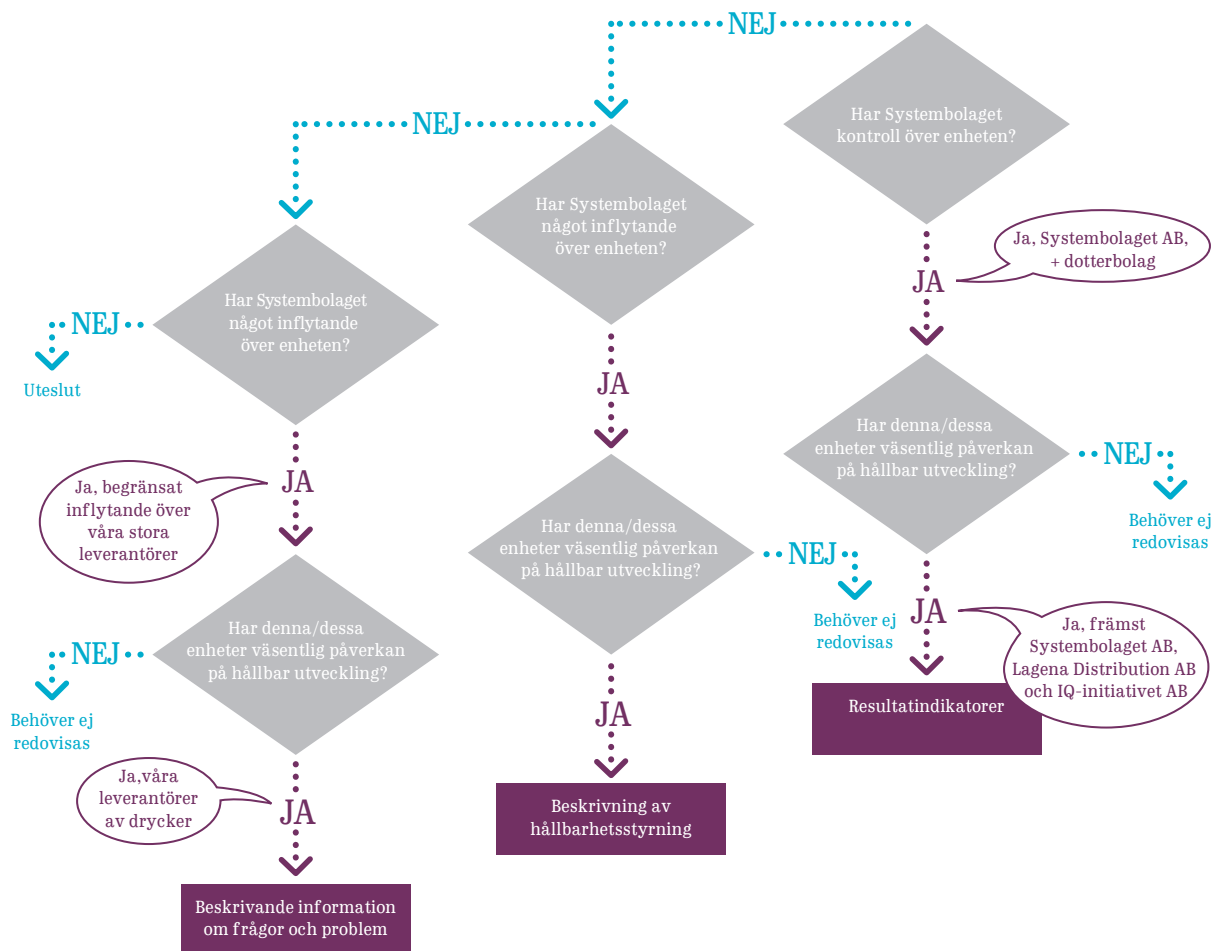 NEJ
Har Systembolaget
kontroll över enheten?
NEJ
Har Systembolaget
något inflytande
över enheten?
Ja, Systembolaget AB,
+ dotterbolag
JA
Har Systembolaget
något inflytande
över enheten?
NEJ
Uteslut
JA
Har denna/dessa
enheter väsentlig påverkan
på hållbar utveckling?
NEJ
Behöver ej
redovisas
Ja, begränsat
inflytande över
våra stora
leverantörer
JA
Har denna/dessa
enheter väsentlig påverkan
på hållbar utveckling?
NEJ
Behöver ej
redovisas
JA
Ja, främst
Systembolaget AB,
Lagena Distribution AB
och IQ-initiativet AB
Resultatindikatorer
Har denna/dessa
enheter väsentlig påverkan
på hållbar utveckling?
NEJ
Behöver ej
redovisas
JA
Beskrivning av
hållbarhetsstyrning
Ja,våra
leverantörer
av drycker
JA
Beskrivande information
om frågor och problem